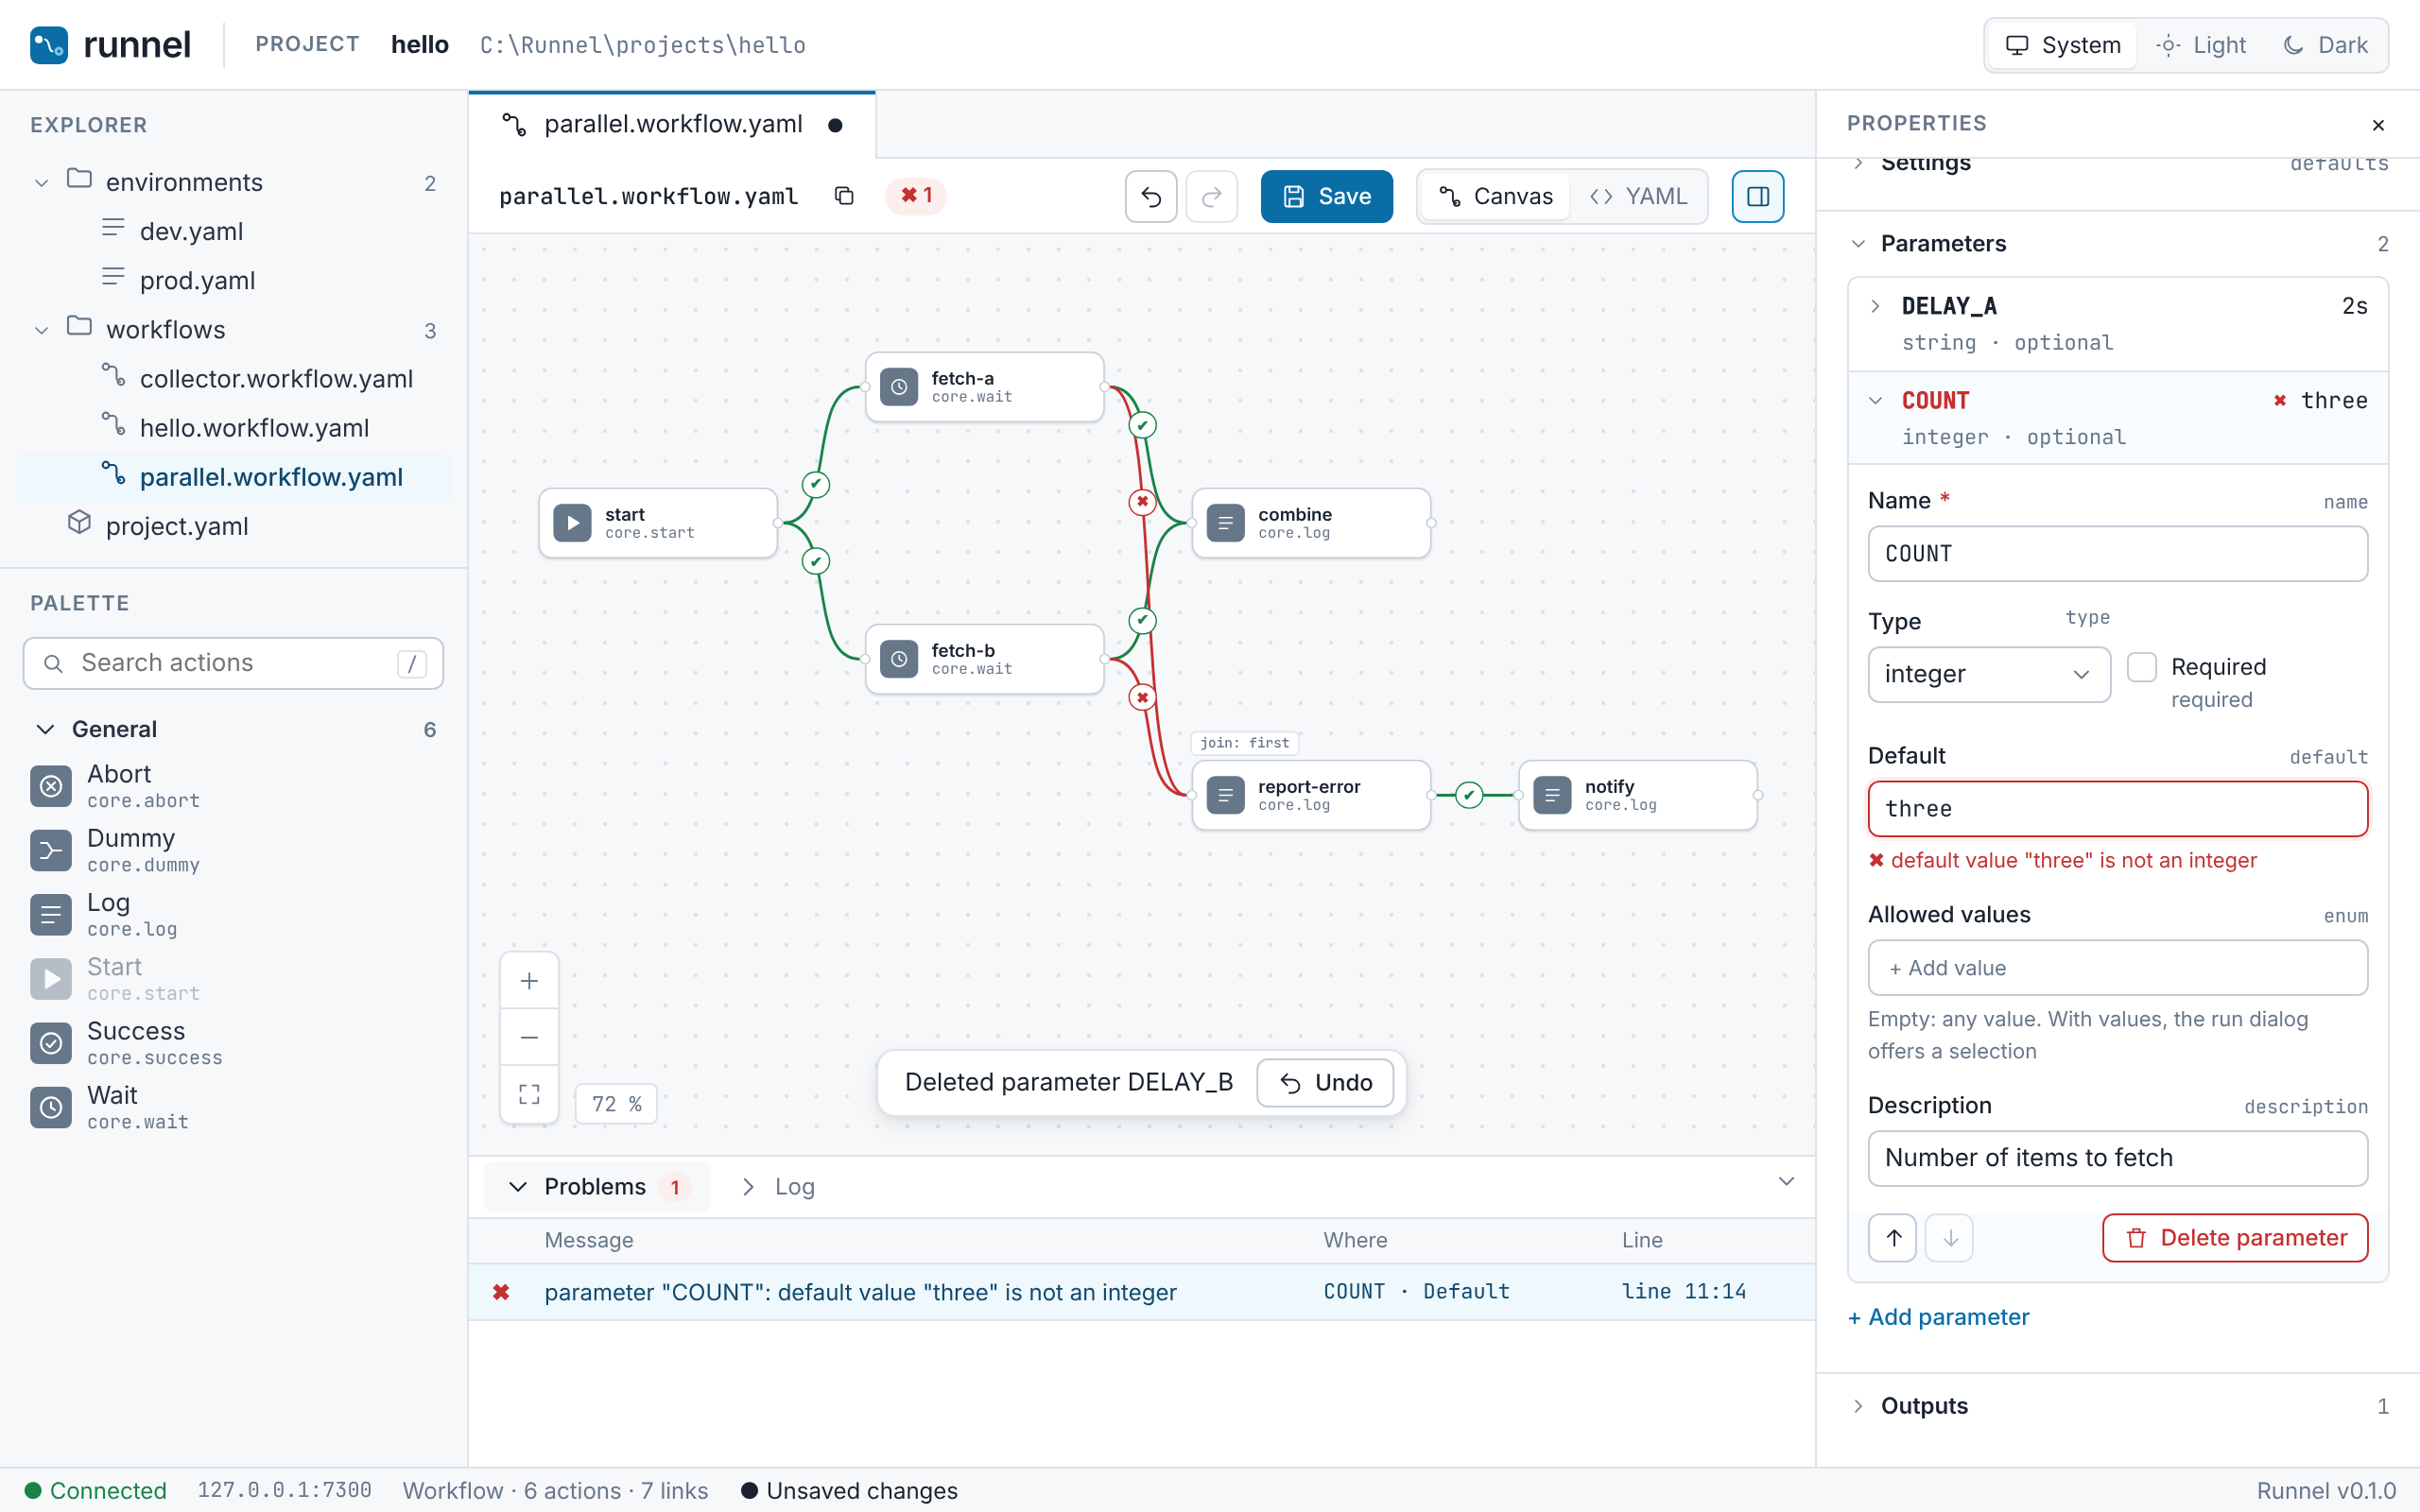 runnel
PROJECT hello C:\Runnel\projects\hello
System Light Dark
EXPLORER
environments 2
dev.yaml
prod.yaml
workflows 3
collector.workflow.yaml
hello.workflow.yaml
parallel.workflow.yaml
project.yaml
PALETTE
Search actions /
General 6
Abort
core.abort
Dummy
core.dummy
Log
core.log
Start
core.start
Success
core.success
Wait
core.wait
parallel.workflow.yaml
parallel.workflow.yaml ✖ 1
Save Canvas YAML
fetch-a
core.wait
start
core.start
combine
core.log
fetch-b
core.wait
join: first
report-error
core.log
notify
core.log
72 %
Deleted parameter DELAY_B Undo
Problems 1 Log
Message Where Line
✖ parameter "COUNT": default value "three" is not an integer COUNT · Default line 11:14
PROPERTIES
Settings defaults
Parameters 2
DELAY_A 2s
string · optional
COUNT ✖ three
integer · optional
Name * name
COUNT
Type type
integer
Required
required
Default default
three
✖ default value "three" is not an integer
Allowed values enum
+ Add value
Empty: any value. With values, the run dialog
offers a selection
Description description
Number of items to fetch
Delete parameter
+ Add parameter
Outputs 1
Connected 127.0.0.1:7300 Workflow · 6 actions · 7 links Unsaved changes Runnel v0.1.0